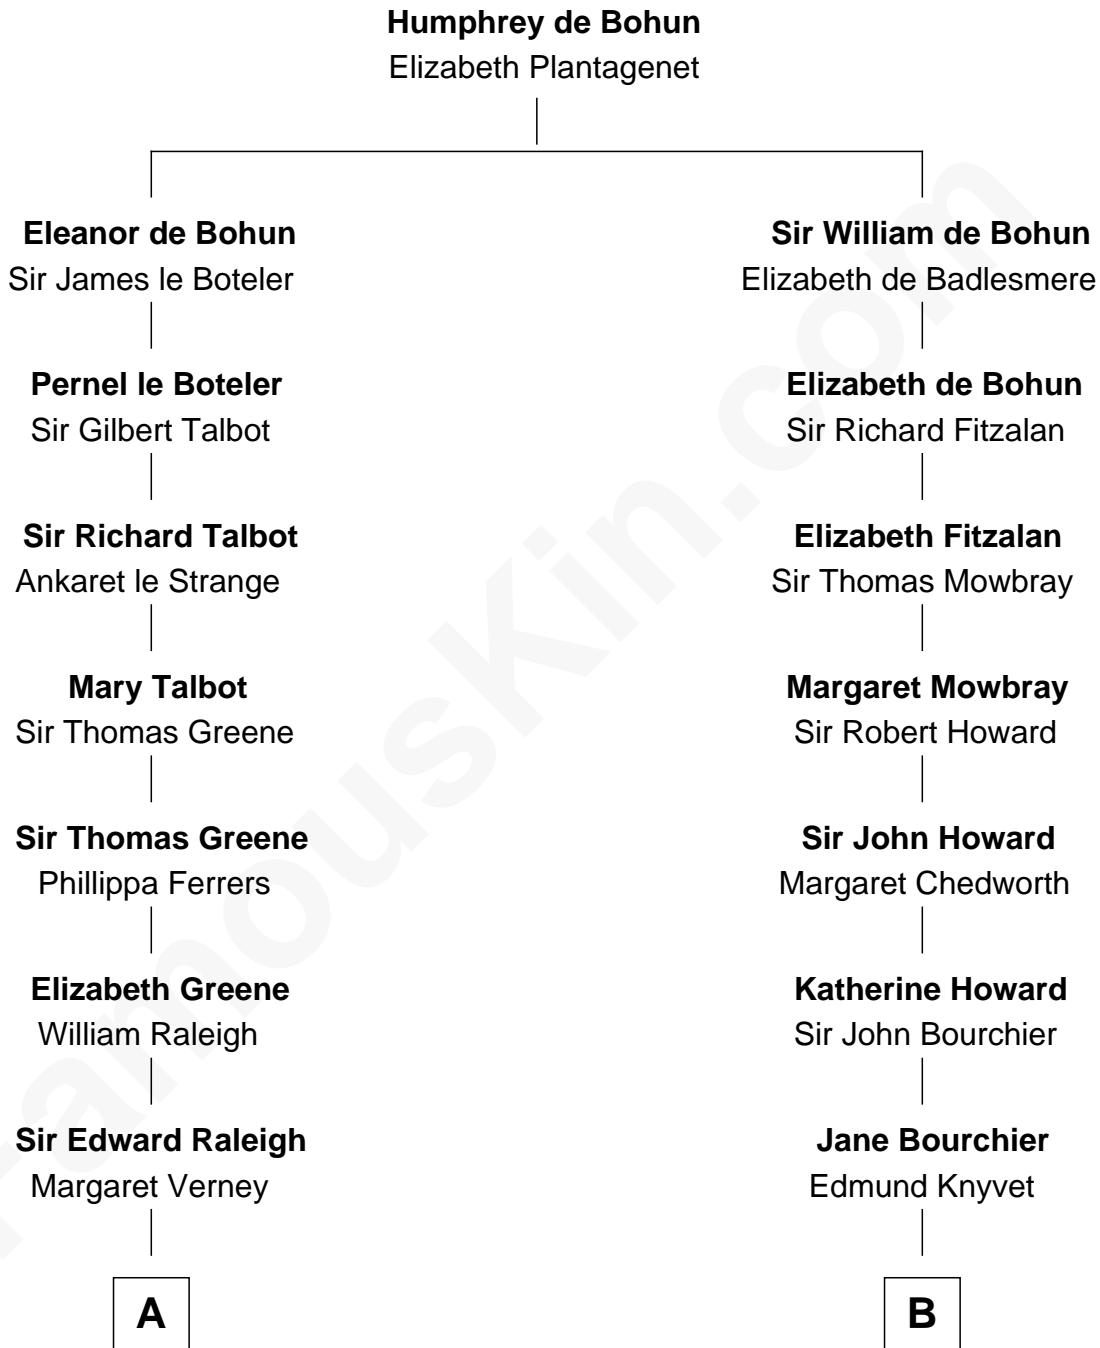 Humphrey de Bohun
Elizabeth Plantagenet
Eleanor de Bohun
Sir James le Boteler
Sir William de Bohun
Elizabeth de Badlesmere
Pernel le Boteler
Sir Gilbert Talbot
Elizabeth de Bohun
Sir Richard Fitzalan
Sir Richard Talbot
Ankaret le Strange
Elizabeth Fitzalan
Sir Thomas Mowbray
Mary Talbot
Sir Thomas Greene
Margaret Mowbray
Sir Robert Howard
Sir Thomas Greene
Phillippa Ferrers
Sir John Howard
Margaret Chedworth
Elizabeth Greene
William Raleigh
Katherine Howard
Sir John Bourchier
Sir Edward Raleigh
Margaret Verney
Jane Bourchier
Edmund Knyvet
A
B
FamousKin.com